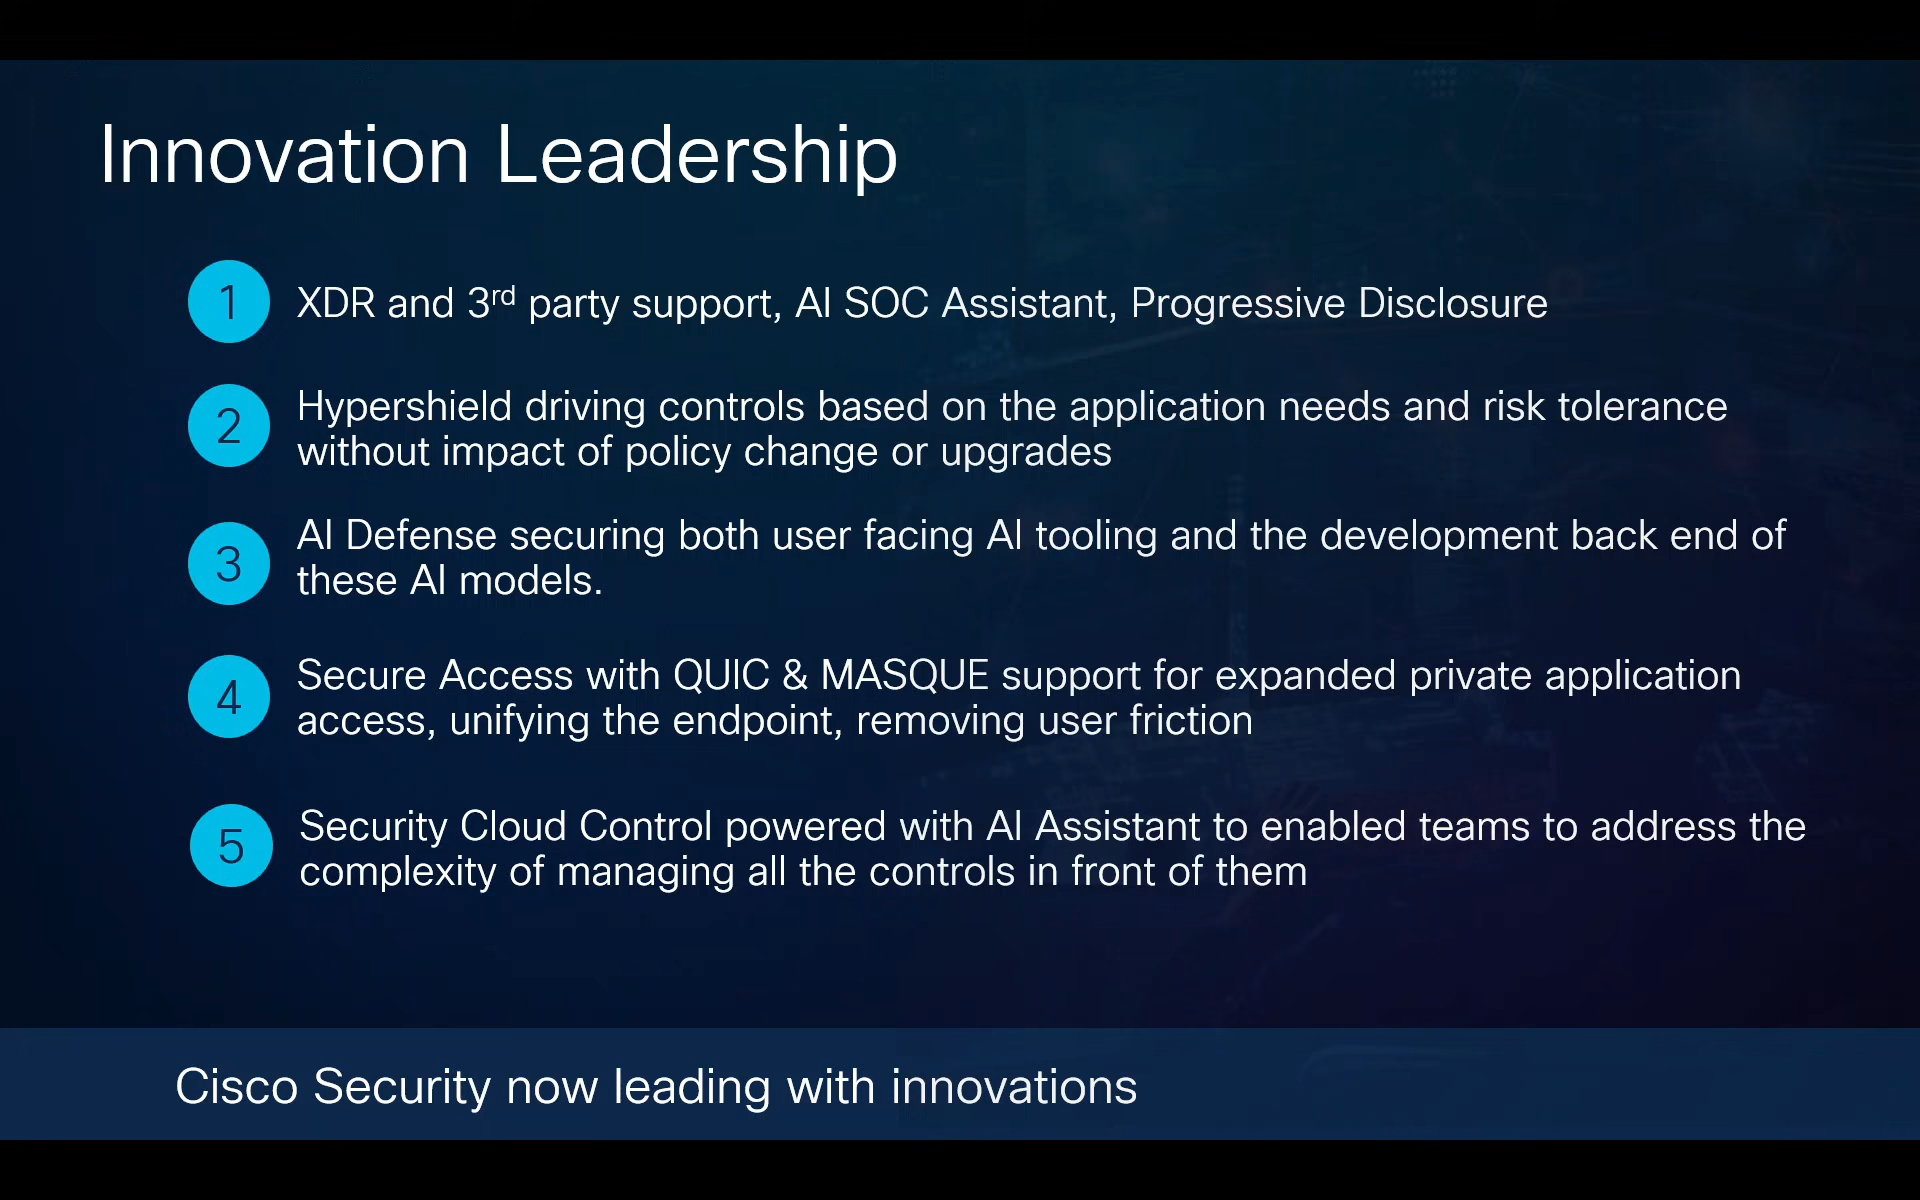 Innovation Leadership
1
XDR and 3rd party support, AI SOC Assistant, Progressive Disclosure
2
Hypershield driving controls based on the application needs and risk tolerance
without impact of policy change or upgrades
3
AI Defense securing both user facing AI tooling and the development back end of
these AI models.
4
Secure Access with QUIC & MASQUE support for expanded private application
access, unifying the endpoint, removing user friction
5
Security Cloud Control powered with AI Assistant to enabled teams to address the
complexity of managing all the controls in front of them
Cisco Security now leading with innovations